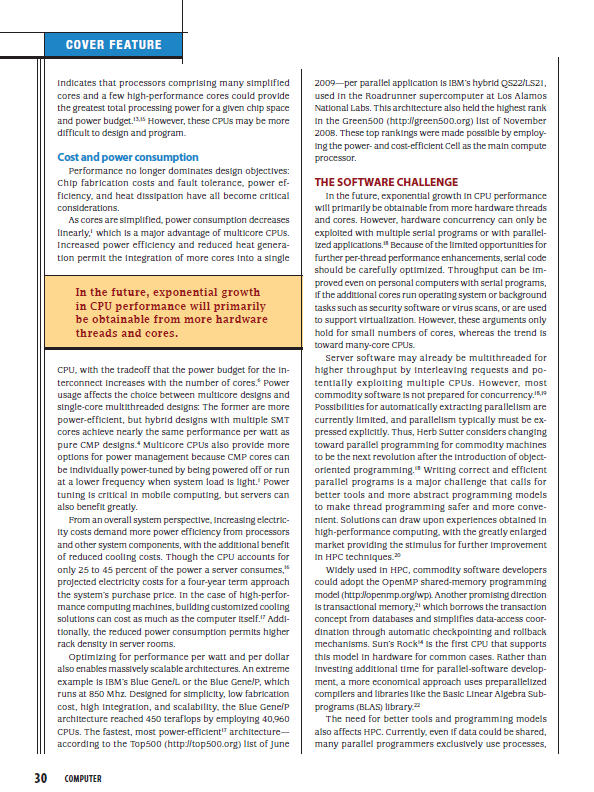 COVER FEATURE
indicates that processors comprising many simplified
cores and a few high-performance cores could provide
the greatest total processing power for a given chip space
and power budget.13,15 However, these CPUs may be more
difficult to design and program.
Cost and power consumption
Performance no longer dominates design objectives:
Chip fabrication costs and fault tolerance, power ef-
ficiency, and heat dissipation have all become critical
considerations.
As cores are simplified, power consumption decreases
linearly,1 which is a major advantage of multicore CPUs.
Increased power efficiency and reduced heat genera-
tion permit the integration of more cores into a single
In the future, exponential growth
in CPU performance will primarily
be obtainable from more hardware
threads and cores.
CPU, with the tradeoff that the power budget for the in-
terconnect increases with the number of cores.6 Power
usage affects the choice between multicore designs and
single-core multithreaded designs: The former are more
power-efficient, but hybrid designs with multiple SMT
cores achieve nearly the same performance per watt as
pure CMP designs.4 Multicore CPUs also provide more
options for power management because CMP cores can
be individually power-tuned by being powered off or run
at a lower frequency when system load is light.1 Power
tuning is critical in mobile computing, but servers can
also benefit greatly.
From an overall system perspective, increasing electric-
ity costs demand more power efficiency from processors
and other system components, with the additional benefit
of reduced cooling costs. Though the CPU accounts for
only 25 to 45 percent of the power a server consumes,16
projected electricity costs for a four-year term approach
the system's purchase price. In the case of high-perfor-
mance computing machines, building customized cooling
solutions can cost as much as the computer itself.17 Addi-
tionally, the reduced power consumption permits higher
rack density in server rooms.
Optimizing for performance per watt and per dollar
also enables massively scalable architectures. An extreme
example is IBM's Blue Gene/L or the Blue Gene/P, which
runs at 850 Mhz. Designed for simplicity, low fabrication
cost, high integration, and scalability, the Blue Gene/P
architecture reached 450 teraflops by employing 40,960
CPUs. The fastest, most power-efficient17 architecture—
according to the Top500 (http://top500.org) list of June
2009—per parallel application is IBM's hybrid QS22/LS21,
used in the Roadrunner supercomputer at Los Alamos
National Labs. This architecture also held the highest rank
in the Green500 (http://green500.org) list of November
2008. These top rankings were made possible by employ-
ing the power- and cost-efficient Cell as the main compute
processor.
THE SOFTWARE CHALLENGE
In the future, exponential growth in CPU performance
will primarily be obtainable from more hardware threads
and cores. However, hardware concurrency can only be
exploited with multiple serial programs or with parallel-
ized applications.18 Because of the limited opportunities for
further per-thread performance enhancements, serial code
should be carefully optimized. Throughput can be im-
proved even on personal computers with serial programs,
if the additional cores run operating system or background
tasks such as security software or virus scans, or are used
to support virtualization. However, these arguments only
hold for small numbers of cores, whereas the trend is
toward many-core CPUs.
Server software may already be multithreaded for
higher throughput by interleaving requests and po-
tentially exploiting multiple CPUs. However, most
commodity software is not prepared for concurrency.18,19
Possibilities for automatically extracting parallelism are
currently limited, and parallelism typically must be ex-
pressed explicitly. Thus, Herb Sutter considers changing
toward parallel programming for commodity machines
to be the next revolution after the introduction of object-
oriented programming.18 Writing correct and efficient
parallel programs is a major challenge that calls for
better tools and more abstract programming models
to make thread programming safer and more conve-
nient. Solutions can draw upon experiences obtained in
high-performance computing, with the greatly enlarged
market providing the stimulus for further improvement
in HPC techniques.20
Widely used in HPC, commodity software developers
could adopt the OpenMP shared-memory programming
model (http://openmp.org/wp). Another promising direction
is transactional memory,21 which borrows the transaction
concept from databases and simplifies data-access coor-
dination through automatic checkpointing and rollback
mechanisms. Sun's Rock14 is the first CPU that supports
this model in hardware for common cases. Rather than
investing additional time for parallel-software develop-
ment, a more economical approach uses preparallelized
compilers and libraries like the Basic Linear Algebra Sub-
programs (BLAS) library.22
The need for better tools and programming models
also affects HPC. Currently, even if data could be shared,
many parallel programmers exclusively use processes,
30 COMPUTER